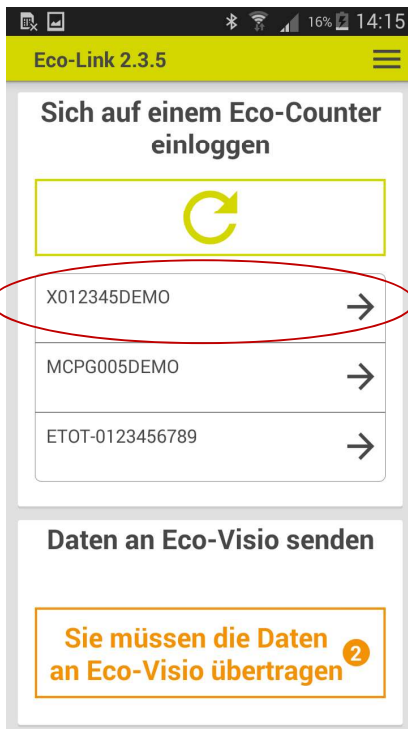 16% 14:15
Eco-Link 2.3.5
Sich auf einem Eco-Counter
einloggen
X012345DEMO
MCPG005DEMO
ETOT-0123456789
Daten an Eco-Visio senden
Sie müssen die Daten
an Eco-Visio übertragen 2